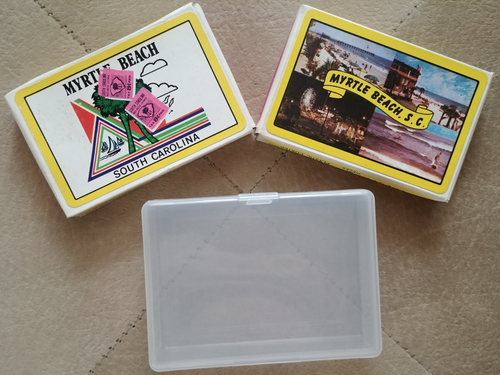 MYRTLE BEACH
SOUTH CAROLINA
MYRTLE BEACH, S.C.